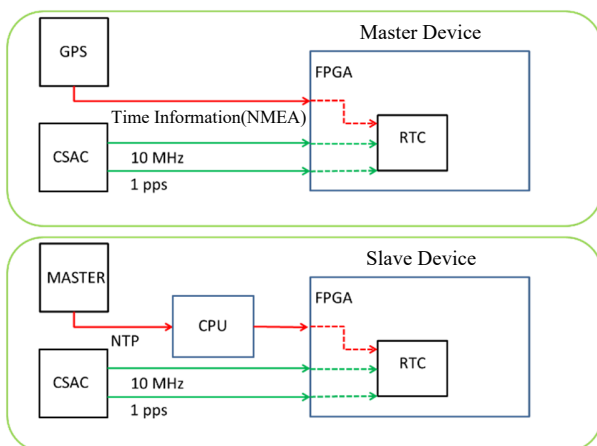 Master Device
GPS
FPGA
Time Information(NMEA)
RTC
CSAC
10 MHz
1 pps
Slave Device
MASTER
FPGA
CPU
NTP
RTC
CSAC
10 MHz
1 pps